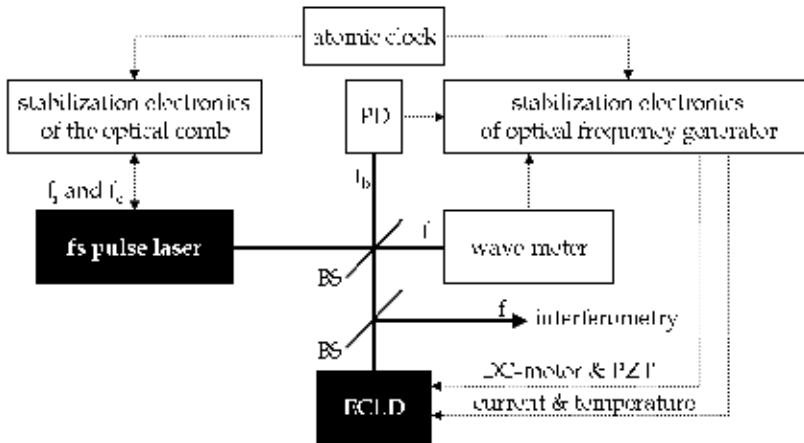 atomic clock
stabilization electronics
of the optical comb
PD
stabilization electronics
of optical frequency generator
f_b
f_r and f_c
fs pulse laser
f
wave meter
BS
f
interferometry
BS
DC-motor & PZT
ECLD
current & temperature